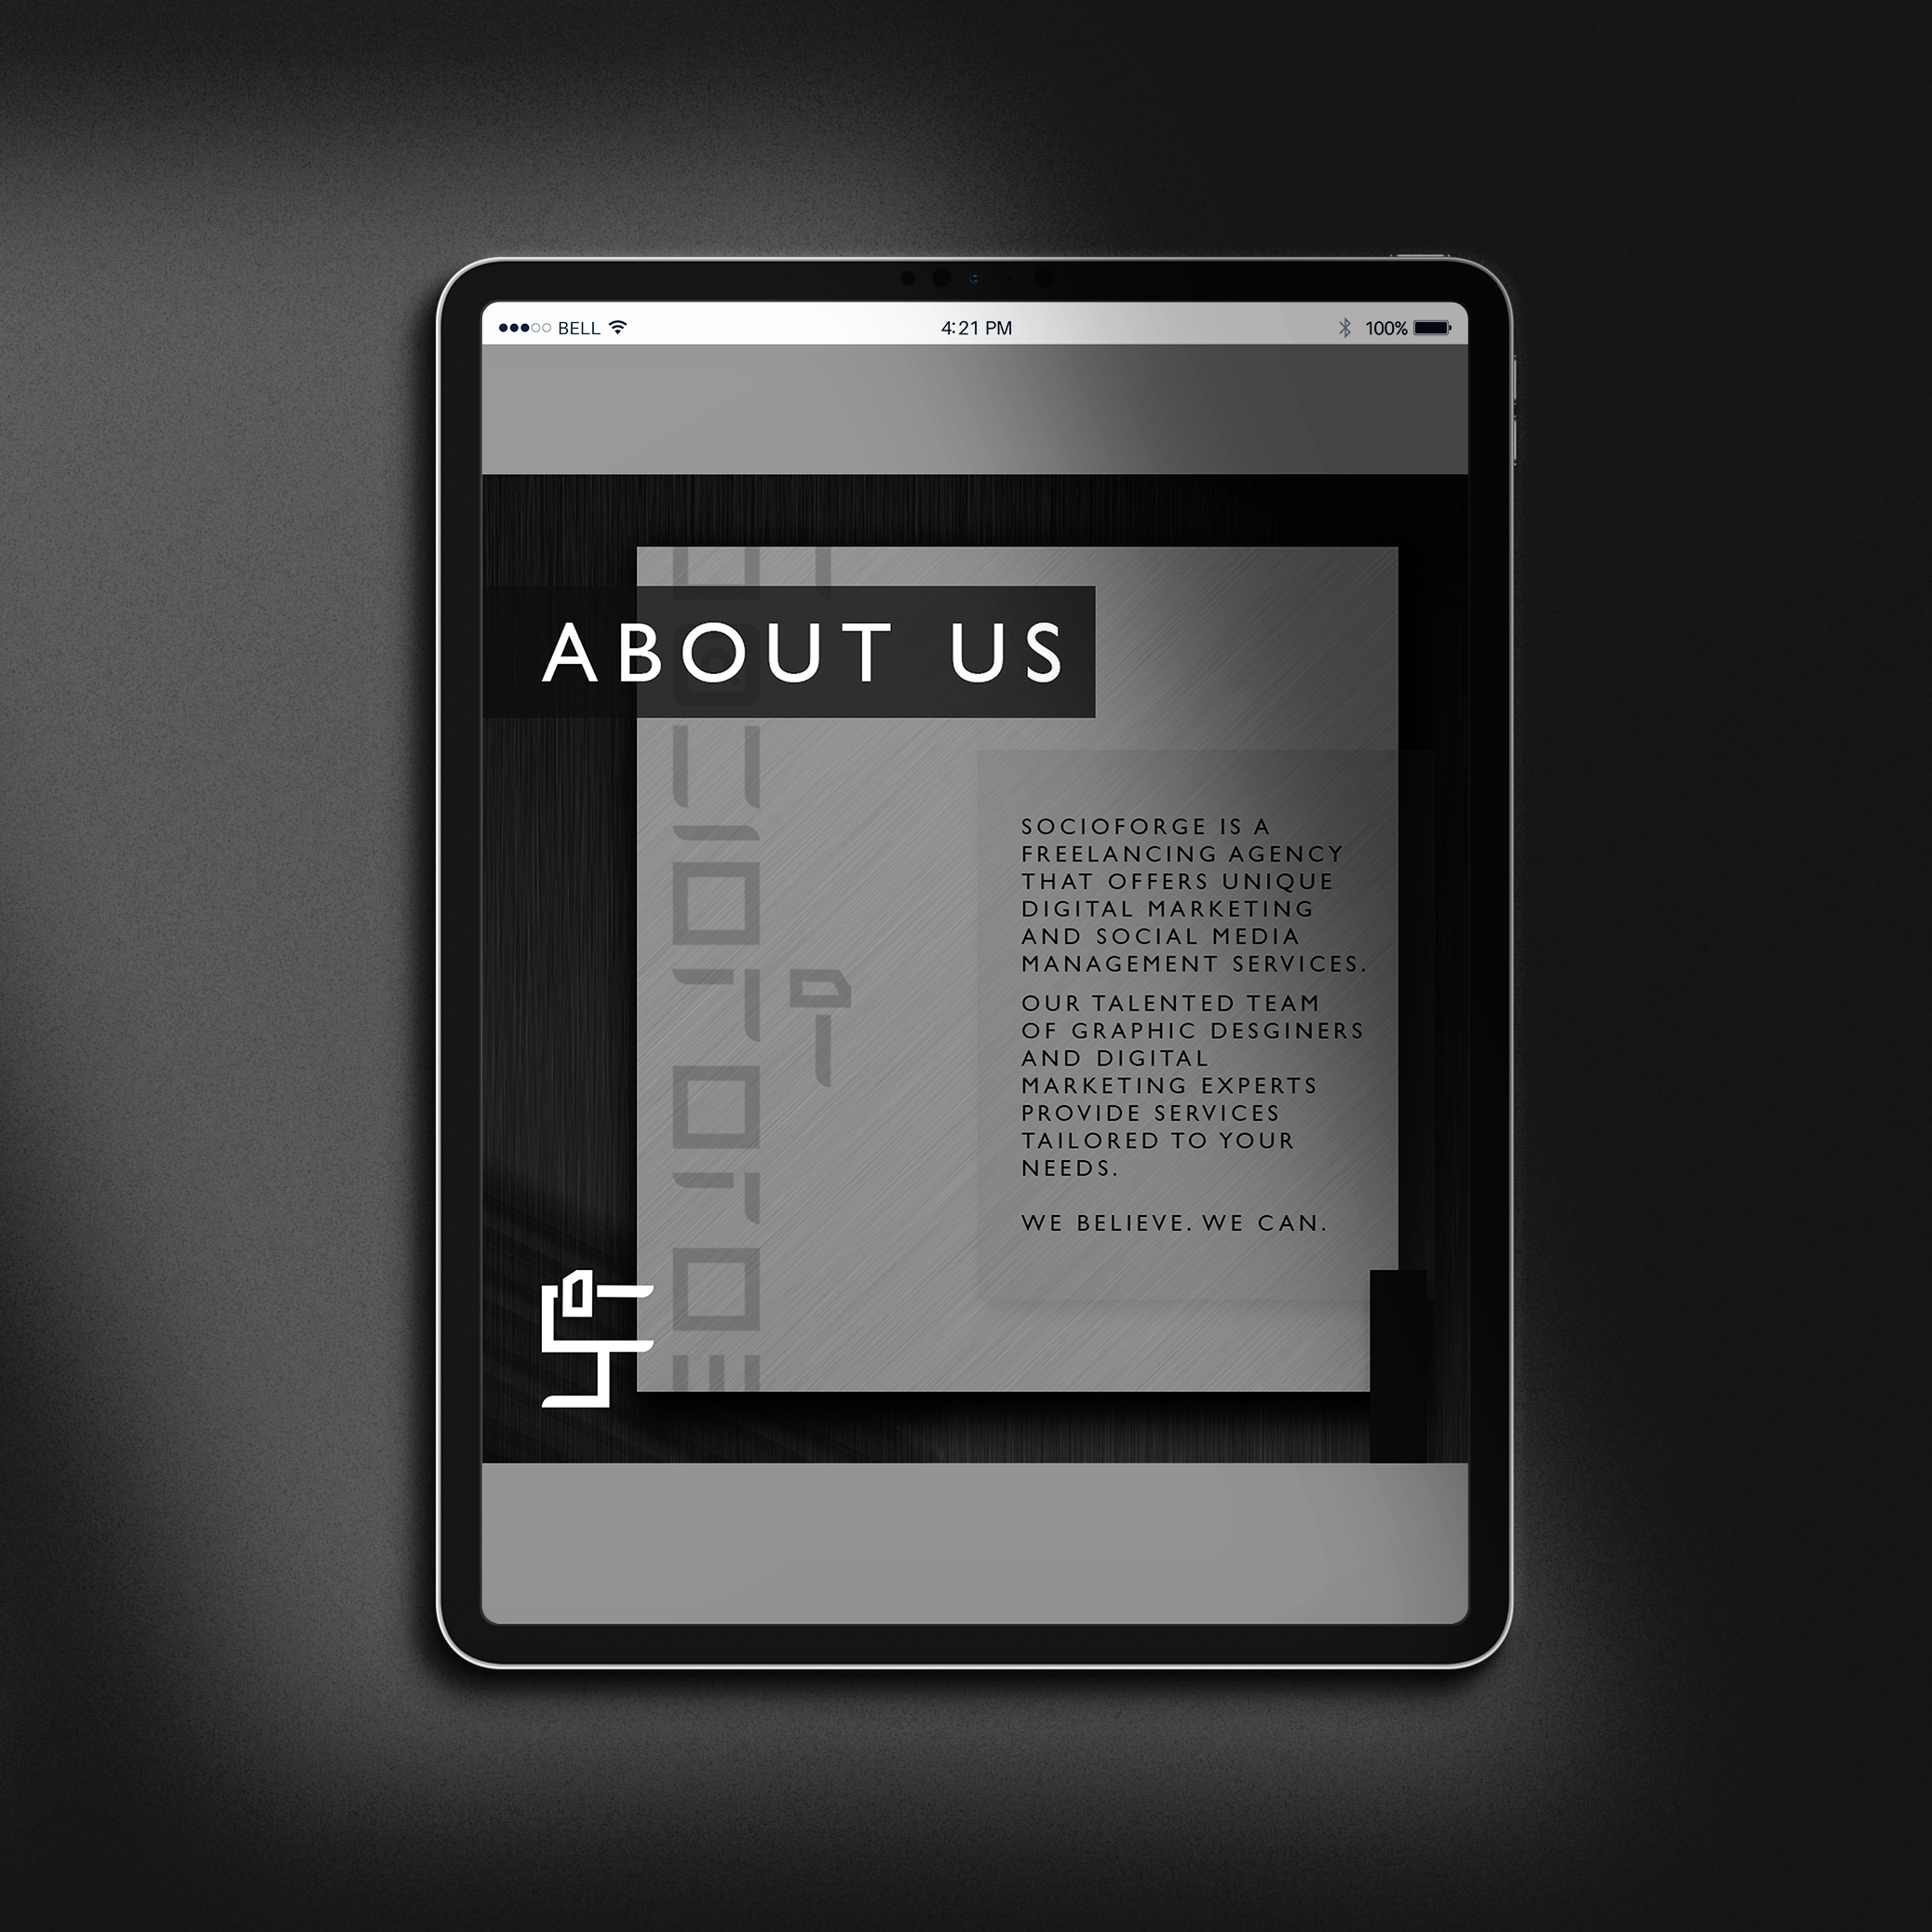 BELL 4:21 PM 100%
ABOUT US
SOCIOFORGE IS A
FREELANCING AGENCY
THAT OFFERS UNIQUE
DIGITAL MARKETING
AND SOCIAL MEDIA
MANAGEMENT SERVICES.
OUR TALENTED TEAM
OF GRAPHIC DESGINERS
AND DIGITAL
MARKETING EXPERTS
PROVIDE SERVICES
TAILORED TO YOUR
NEEDS.
WE BELIEVE. WE CAN.